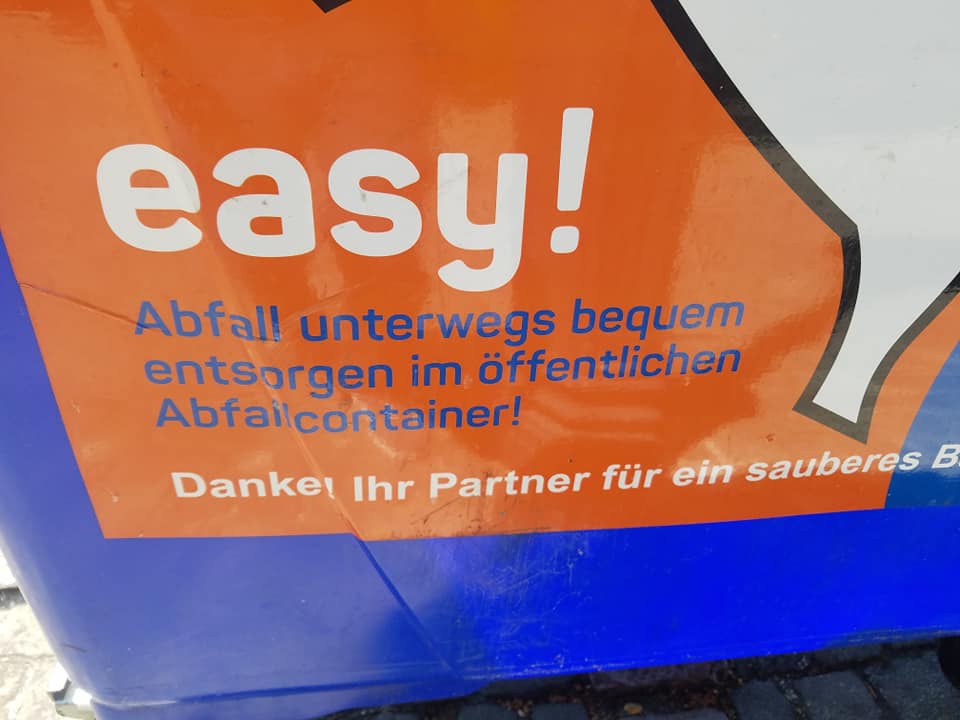 easy!
Abfall unterwegs bequem
entsorgen im öffentlichen
Abfallcontainer!
Danke! Ihr Partner für ein sauberes